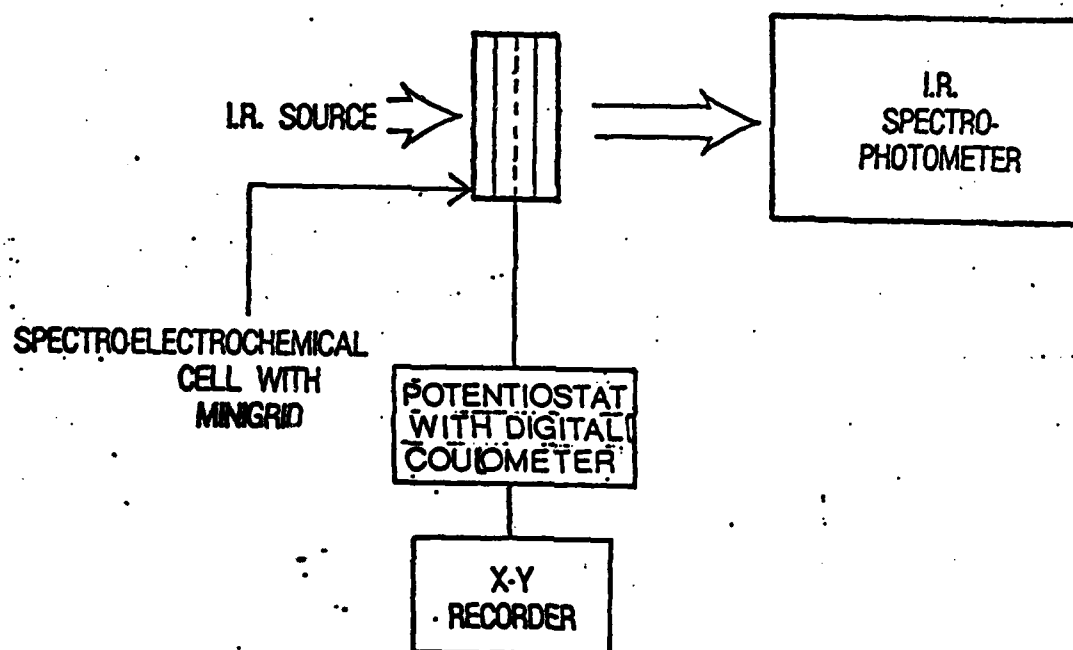 I.R. SOURCE
I.R.
SPECTRO-
PHOTOMETER
SPECTROELECTROCHEMICAL
CELL WITH
MINIGRID
POTENTIOSTAT
WITH DIGITAL
COULOMETER
X-Y
RECORDER